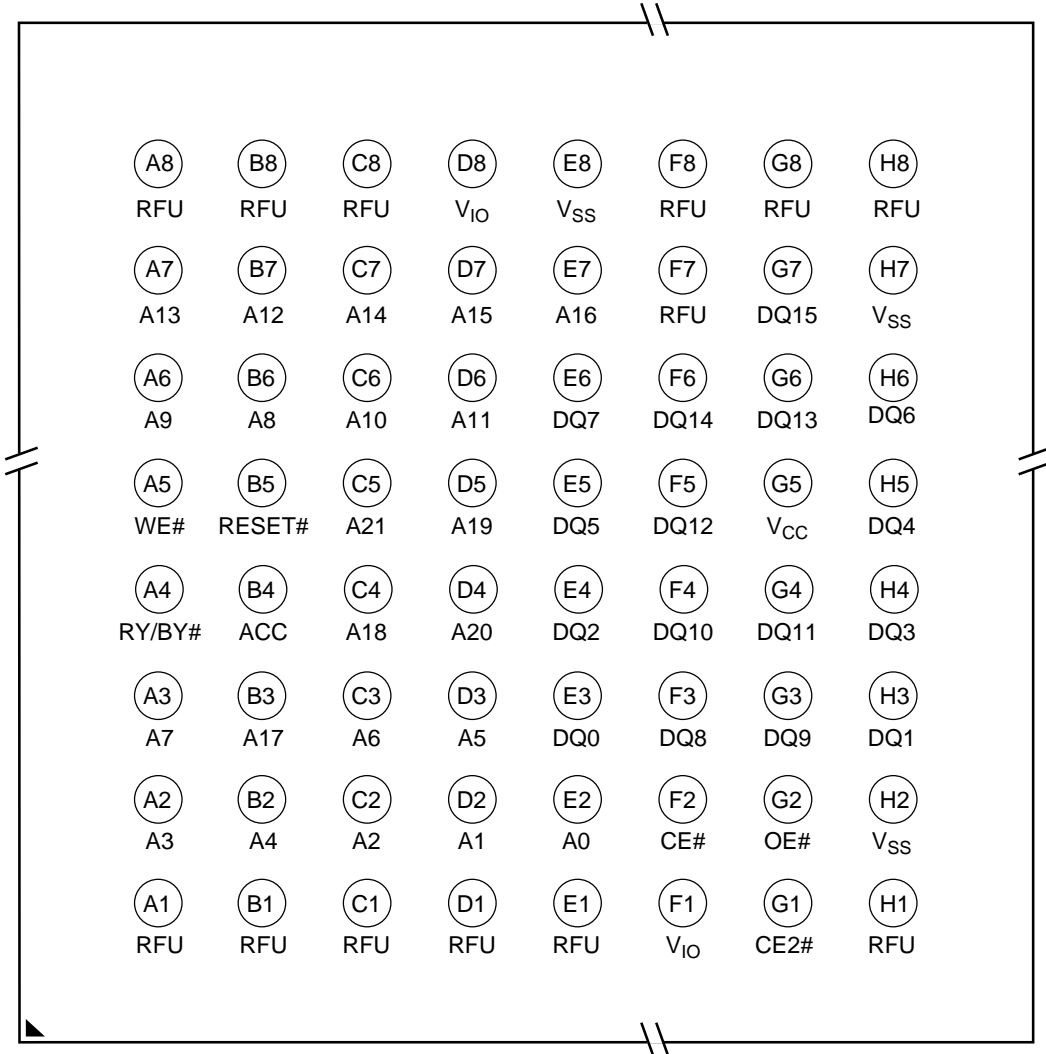 A8 B8 C8 D8 E8 F8 G8 H8
RFU RFU RFU VIO VSS RFU RFU RFU
A7 B7 C7 D7 E7 F7 G7 H7
A13 A12 A14 A15 A16 RFU DQ15 VSS
A6 B6 C6 D6 E6 F6 G6 H6
A9 A8 A10 A11 DQ7 DQ14 DQ13 DQ6
A5 B5 C5 D5 E5 F5 G5 H5
WE# RESET# A21 A19 DQ5 DQ12 VCC DQ4
A4 B4 C4 D4 E4 F4 G4 H4
RY/BY# ACC A18 A20 DQ2 DQ10 DQ11 DQ3
A3 B3 C3 D3 E3 F3 G3 H3
A7 A17 A6 A5 DQ0 DQ8 DQ9 DQ1
A2 B2 C2 D2 E2 F2 G2 H2
A3 A4 A2 A1 A0 CE# OE# VSS
A1 B1 C1 D1 E1 F1 G1 H1
RFU RFU RFU RFU RFU VIO CE2# RFU